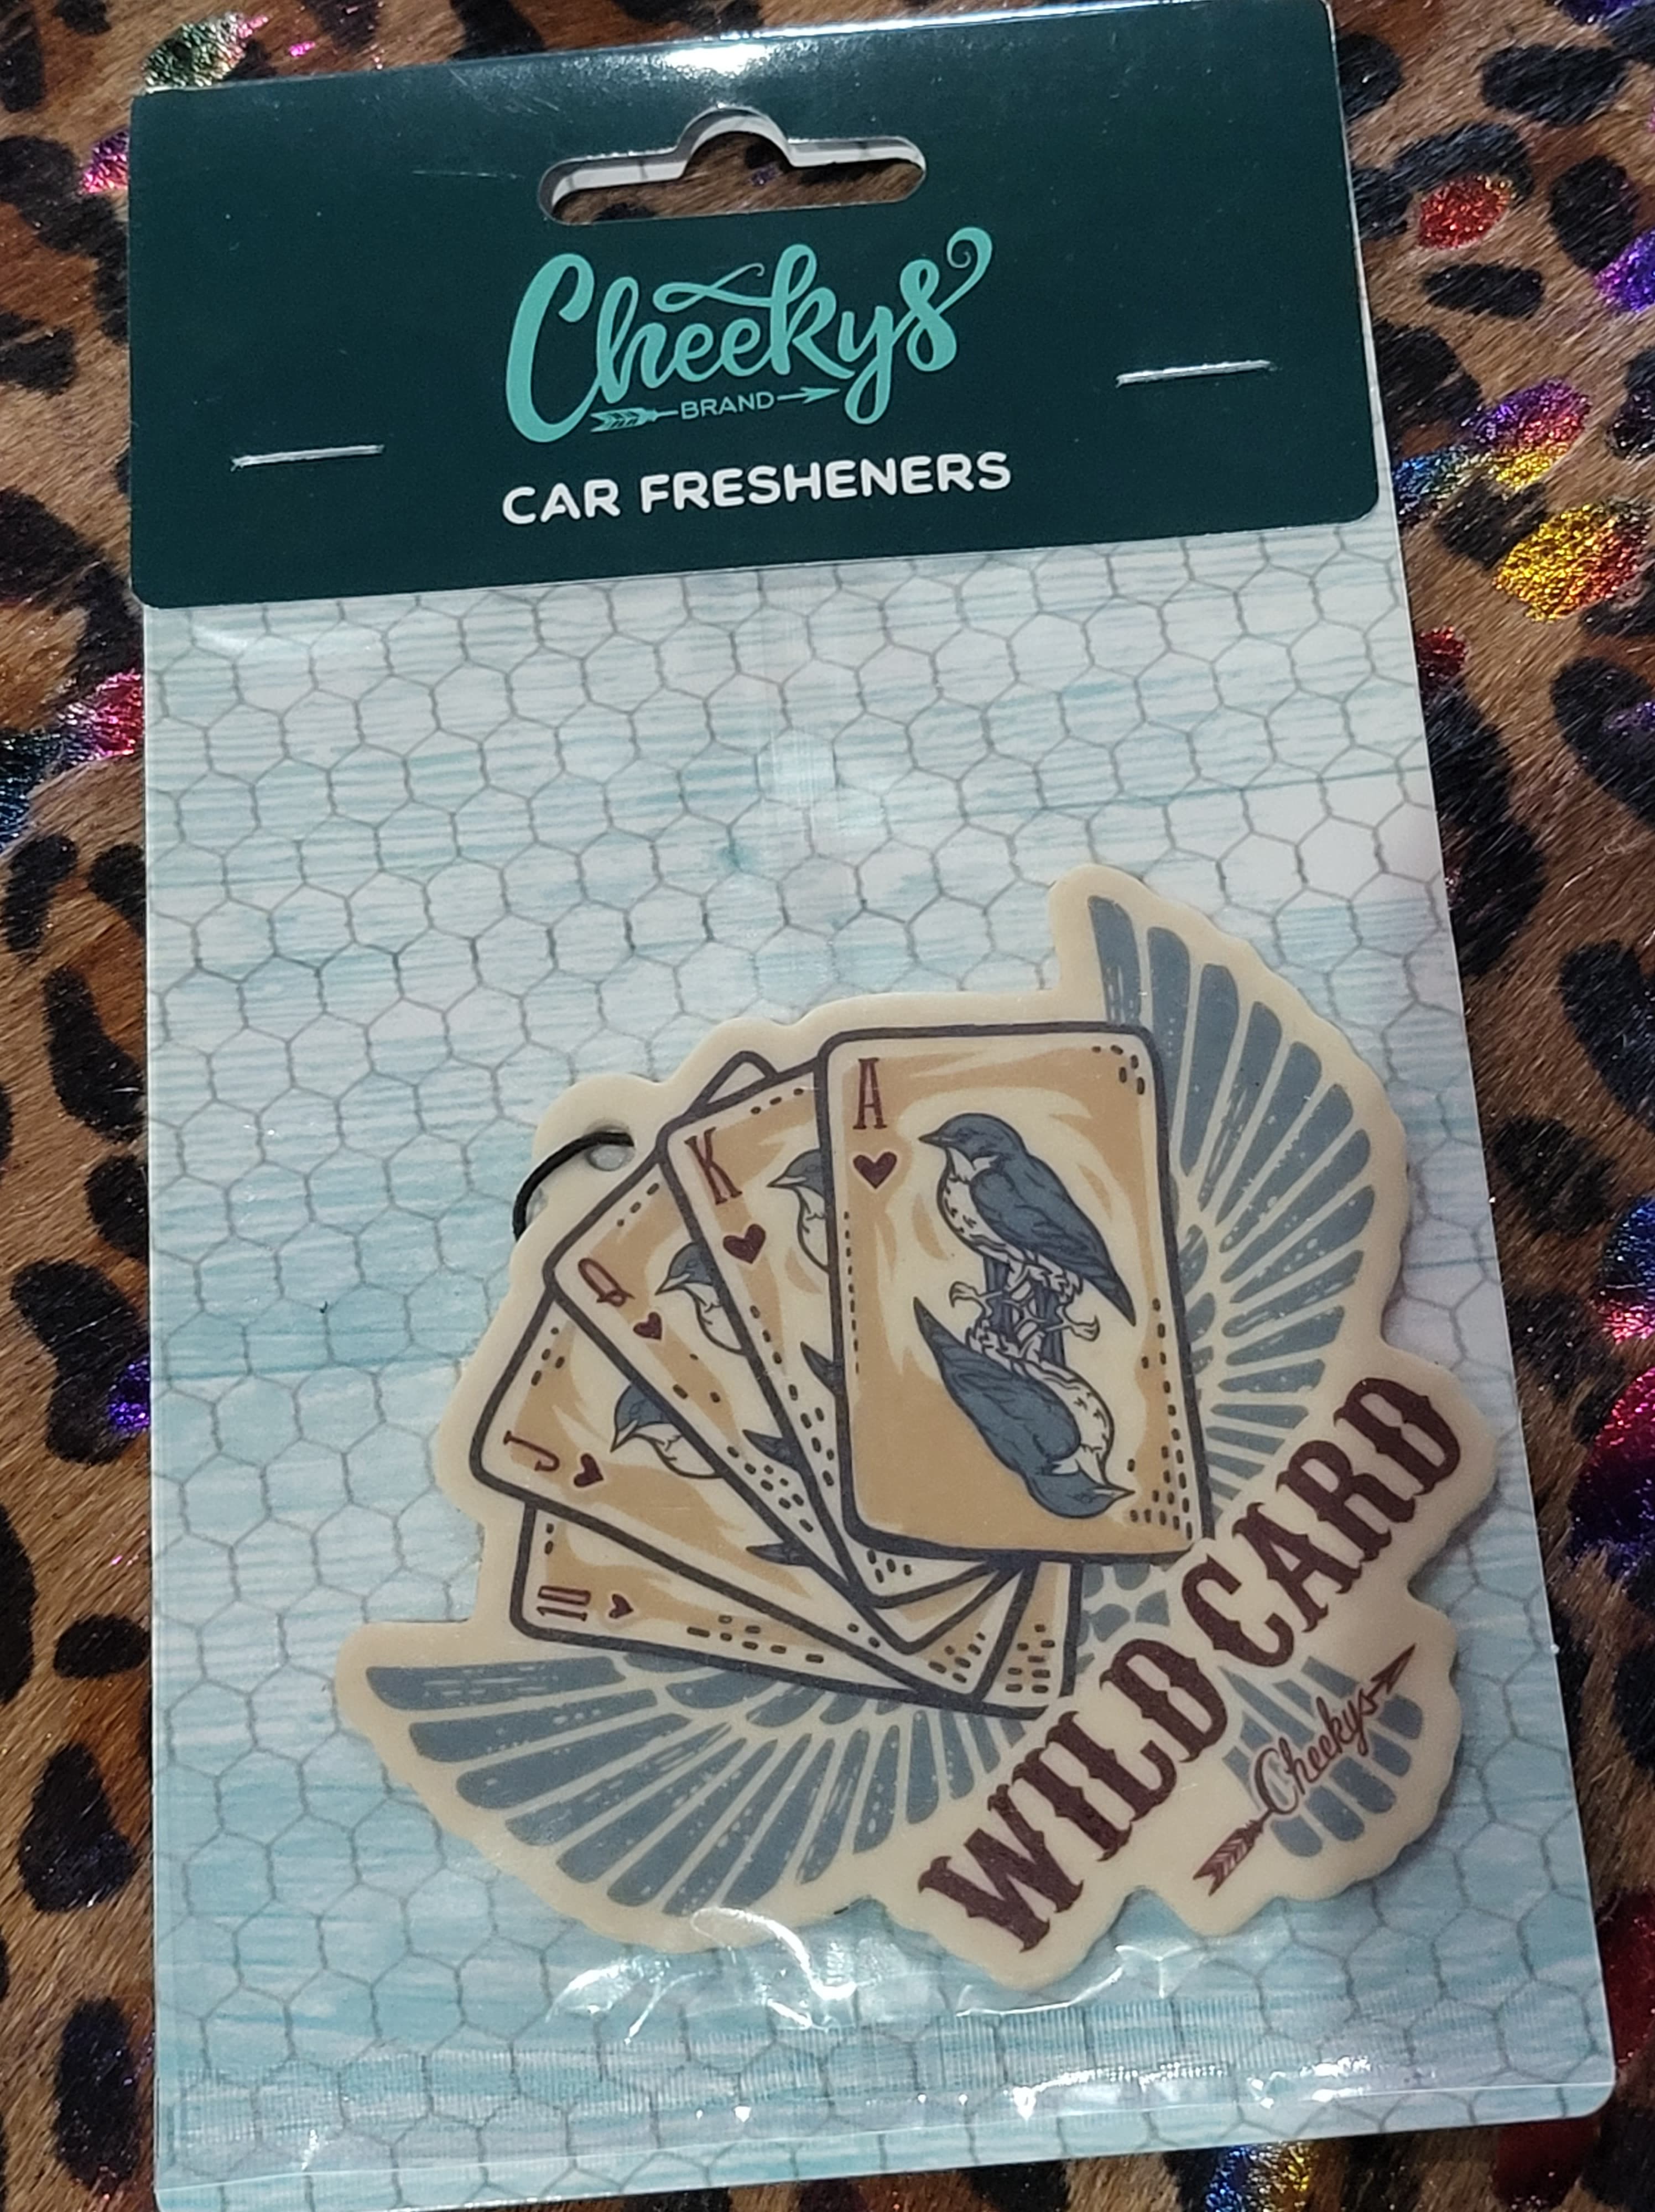 Cheekys
BRAND
CAR FRESHENERS
A
K
Q
J
10
WILD CARD
Cheekys